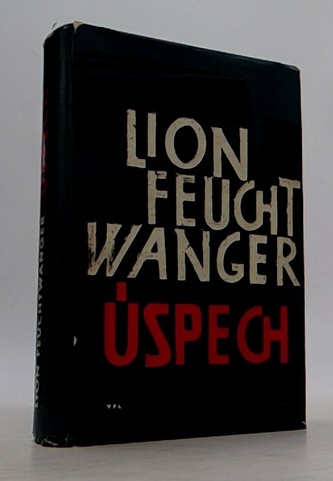 LION
FEUCHT
WANGER
ÚSPECH
LION FEUCHTWANGER